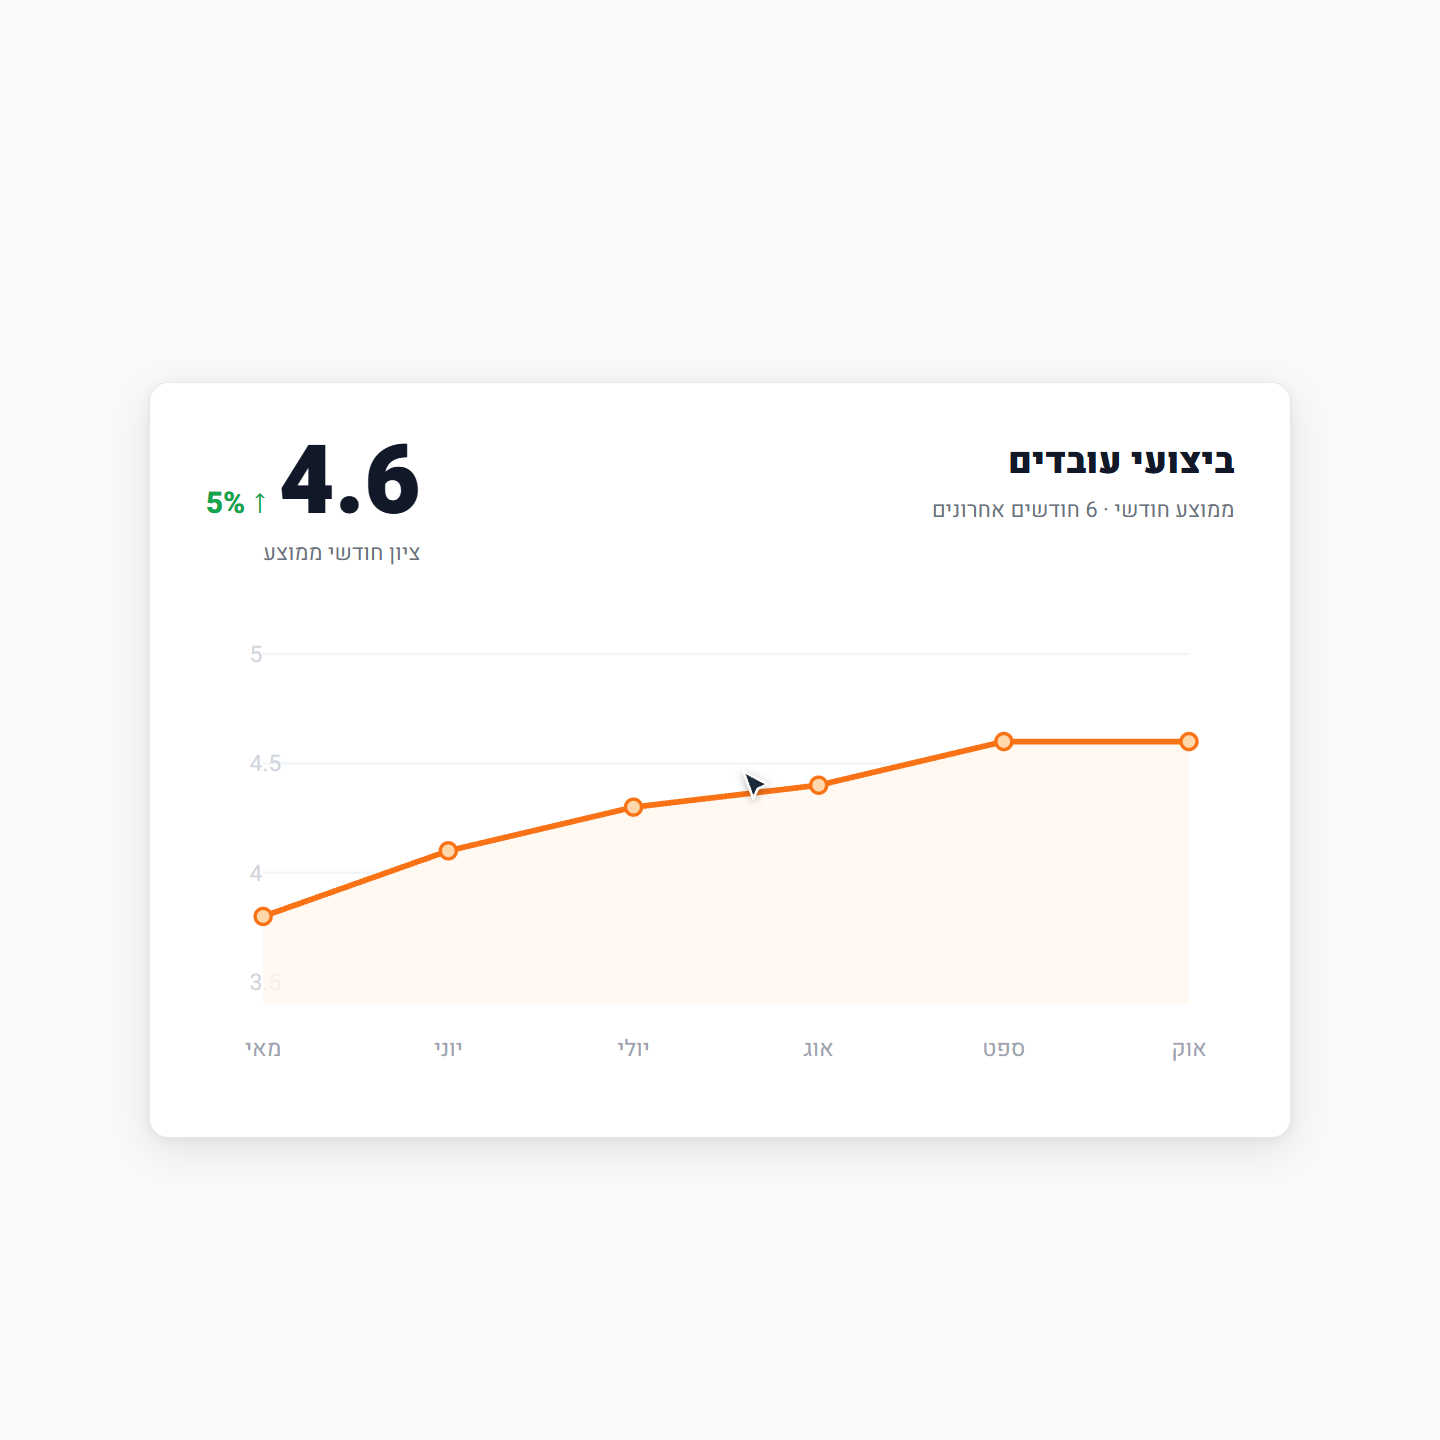 ביצועי עובדים
ממוצע חודשי · 6 חודשים אחרונים
4.6 ↑ 5%
ציון חודשי ממוצע
5
4.5
4
3.5
מאי יוני יולי אוג ספט אוק